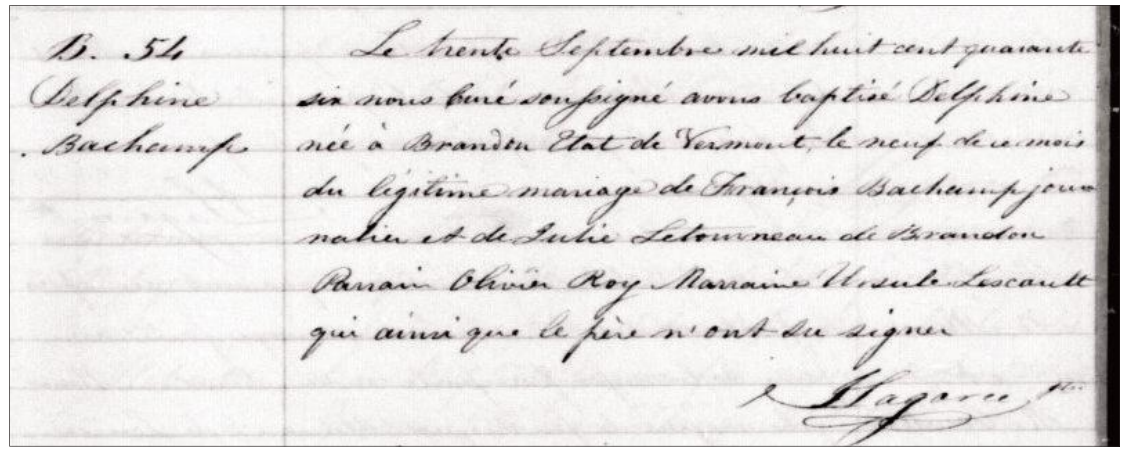 B. 54
Delphine
Bachamp
Le trente Septembre mil huit cent quarante
six nous Curé soussigné avons baptisé Delphine
née à Brandon Etat de Vermont, le neuf de ce mois
du légitime mariage de François Bachamp jour
nalier et de Julie Letourneau de Brandon
Parrain Olivier Roy Marraine Ursule Lescault
qui ainsi que le père n'ont su signer
Ptre